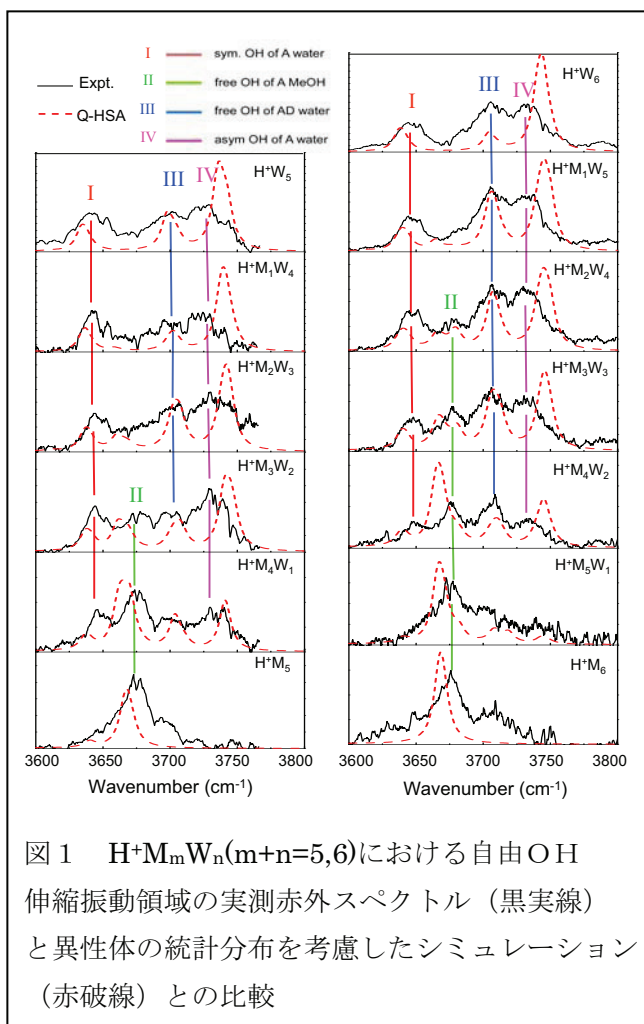 I sym. OH of A water
Expt. II free OH of A MeOH
Q-HSA III free OH of AD water
IV asym OH of A water
I III IV H⁺W₅
H⁺M₁W₄
H⁺M₂W₃
II H⁺M₃W₂
H⁺M₄W₁
H⁺M₅
3600 3650 3700 3750 3800
Wavenumber (cm⁻¹)
I III IV H⁺W₆
H⁺M₁W₅
II H⁺M₂W₄
H⁺M₃W₃
H⁺M₄W₂
H⁺M₅W₁
H⁺M₆
3600 3650 3700 3750 3800
Wavenumber (cm⁻¹)
図1 H⁺MₘWₙ(m+n=5,6)における自由OH
伸縮振動領域の実測赤外スペクトル（黒実線）
と異性体の統計分布を考慮したシミュレーション
（赤破線）との比較